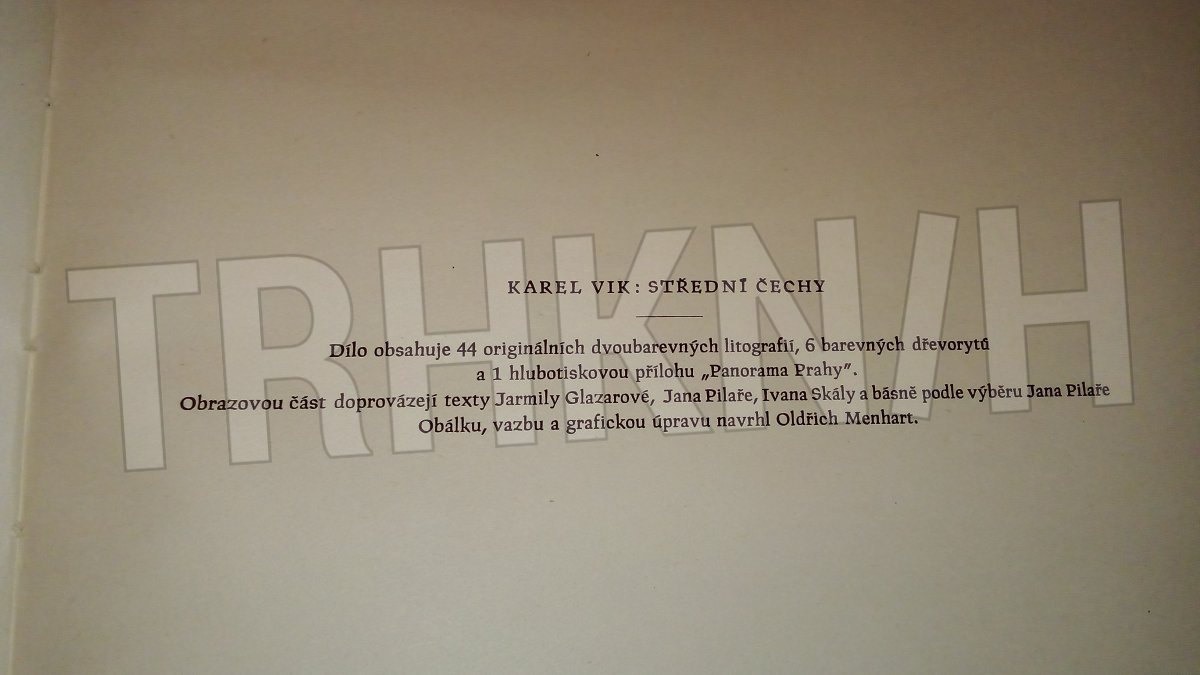 KAREL VIK: STŘEDNÍ ČECHY
Dílo obsahuje 44 originálních dvoubarevných litografií, 6 barevných dřevorytů
a 1 hlubotiskovou přílohu „Panorama Prahy”.
Obrazovou část doprovázejí texty Jarmily Glazarové, Jana Pilaře, Ivana Skály a básně podle výběru Jana Pilaře
Obálku, vazbu a grafickou úpravu navrhl Oldřich Menhart.
TRHKN/H